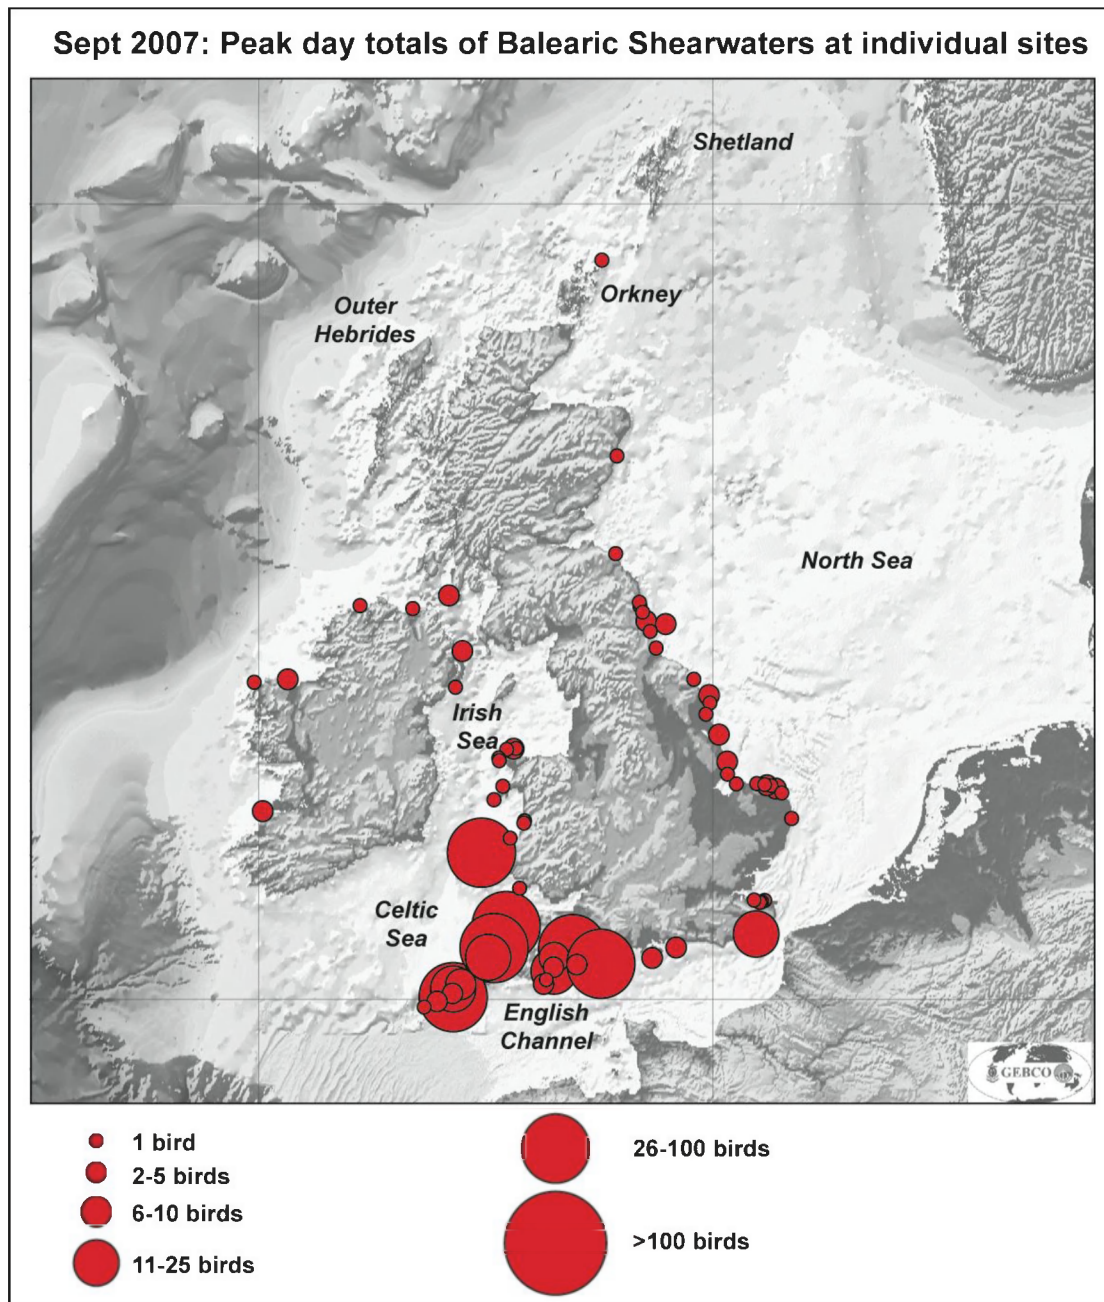 Sept 2007: Peak day totals of Balearic Shearwaters at individual sites
Shetland
Orkney
Outer
Hebrides
North Sea
Irish
Sea
Celtic
Sea
English
Channel
GEBCO
1 bird
2-5 birds
6-10 birds
11-25 birds
26-100 birds
>100 birds